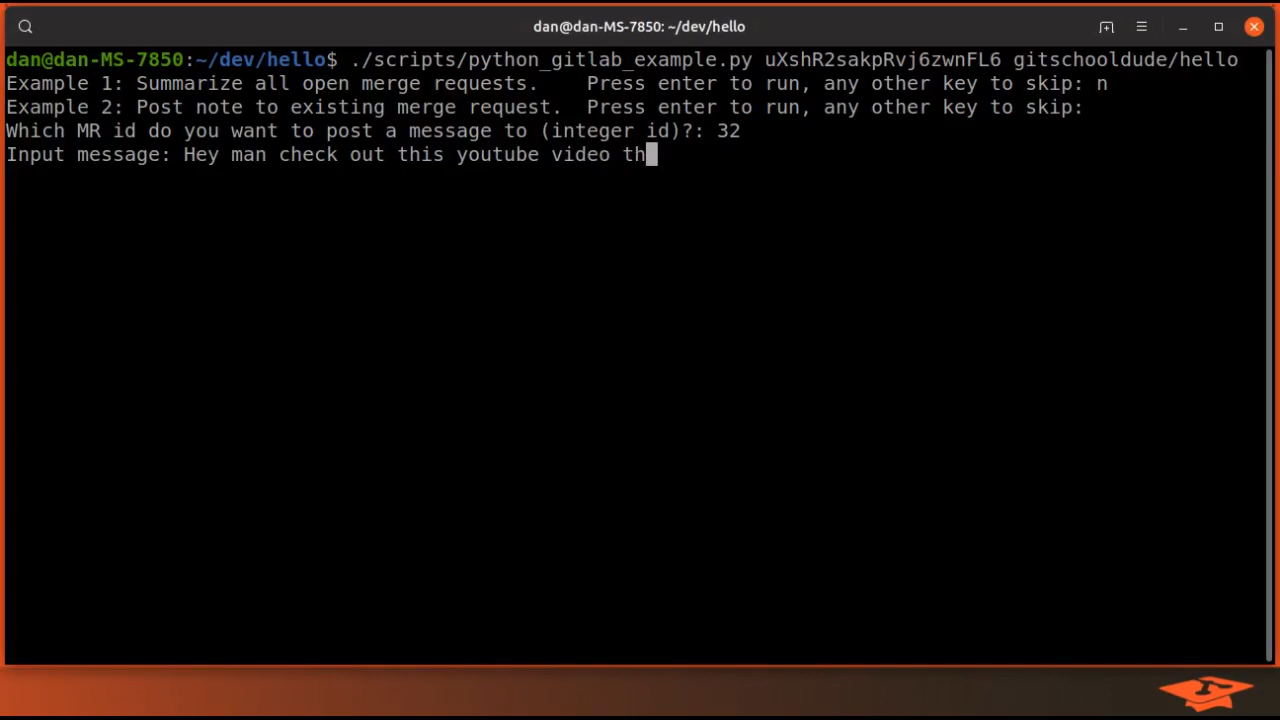 dan@dan-MS-7850: ~/dev/hello
dan@dan-MS-7850:~/dev/hello$ ./scripts/python_gitlab_example.py uXshR2sakpRvj6zwnFL6 gitschooldude/hello
Example 1: Summarize all open merge requests.    Press enter to run, any other key to skip: n
Example 2: Post note to existing merge request.  Press enter to run, any other key to skip:
Which MR id do you want to post a message to (integer id)?: 32
Input message: Hey man check out this youtube video th